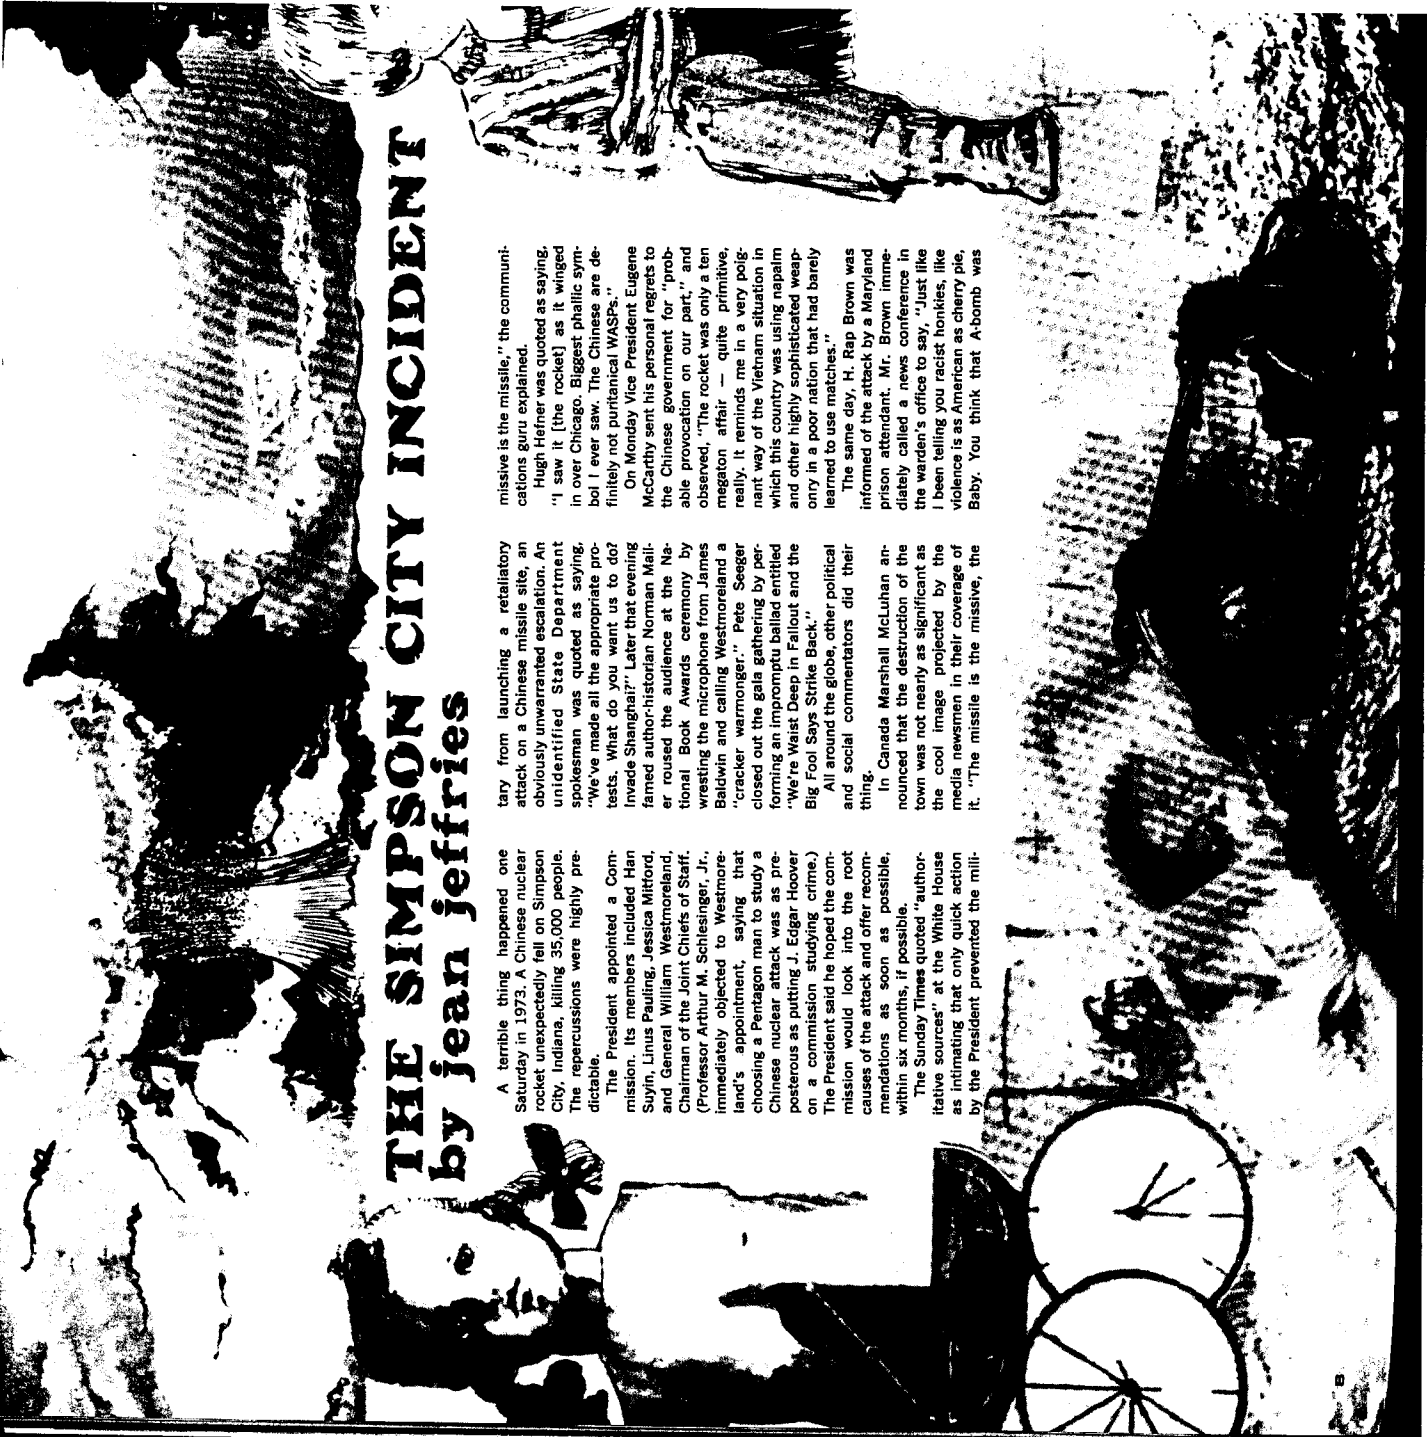 THE SIMPSON CITY INCIDENT
by jean jeffries
A terrible thing happened one
Saturday in 1973. A Chinese nuclear
rocket unexpectedly fell on Simpson
City, Indiana, killing 35,000 people.
The repercussions were highly pre-
dictable.
The President appointed a Com-
mission. Its members included Han
Suyin, Linus Pauling, Jessica Mitford,
and General William Westmoreland,
Chairman of the Joint Chiefs of Staff.
(Professor Arthur M. Schlesinger, Jr.,
immediately objected to Westmore-
land's appointment, saying that
choosing a Pentagon man to study a
Chinese nuclear attack was as pre-
posterous as putting J. Edgar Hoover
on a commission studying crime.)
The President said he hoped the com-
mission would look into the root
causes of the attack and offer recom-
mendations as soon as possible,
within six months, if possible.
The Sunday Times quoted "author-
itative sources" at the White House
as intimating that only quick action
by the President prevented the mili-
tary from launching a retaliatory
attack on a Chinese missile site, an
obviously unwarranted escalation. An
unidentified State Department
spokesman was quoted as saying,
"We've made all the appropriate pro-
tests. What do you want us to do?
Invade Shanghai?" Later that evening
famed author-historian Norman Mail-
er roused the audience at the Na-
tional Book Awards ceremony by
wresting the microphone from James
Baldwin and calling Westmoreland a
"cracker warmonger." Pete Seeger
closed out the gala gathering by per-
forming an impromptu ballad entitled
"We're Waist Deep in Fallout and the
Big Fool Says Strike Back."
All around the globe, other political
and social commentators did their
thing.
In Canada Marshall McLuhan an-
nounced that the destruction of the
town was not nearly as significant as
the cool image projected by the
media newsmen in their coverage of
it. "The missile is the missive, the
missive is the missile," the communi-
cations guru explained.
Hugh Hefner was quoted as saying,
"I saw it [the rocket] as it winged
in over Chicago. Biggest phallic sym-
bol I ever saw. The Chinese are de-
finitely not puritanical WASPs."
On Monday Vice President Eugene
McCarthy sent his personal regrets to
the Chinese government for "prob-
able provocation on our part," and
observed, "The rocket was only a ten
megaton affair — quite primitive,
really. It reminds me in a very poig-
nant way of the Vietnam situation in
which this country was using napalm
and other highly sophisticated weap-
onry in a poor nation that had barely
learned to use matches."
The same day, H. Rap Brown was
informed of the attack by a Maryland
prison attendant. Mr. Brown imme-
diately called a news conference in
the warden's office to say, "Just like
I been telling you racist honkies, like
violence is as American as cherry pie,
Baby. You think that A-bomb was
8